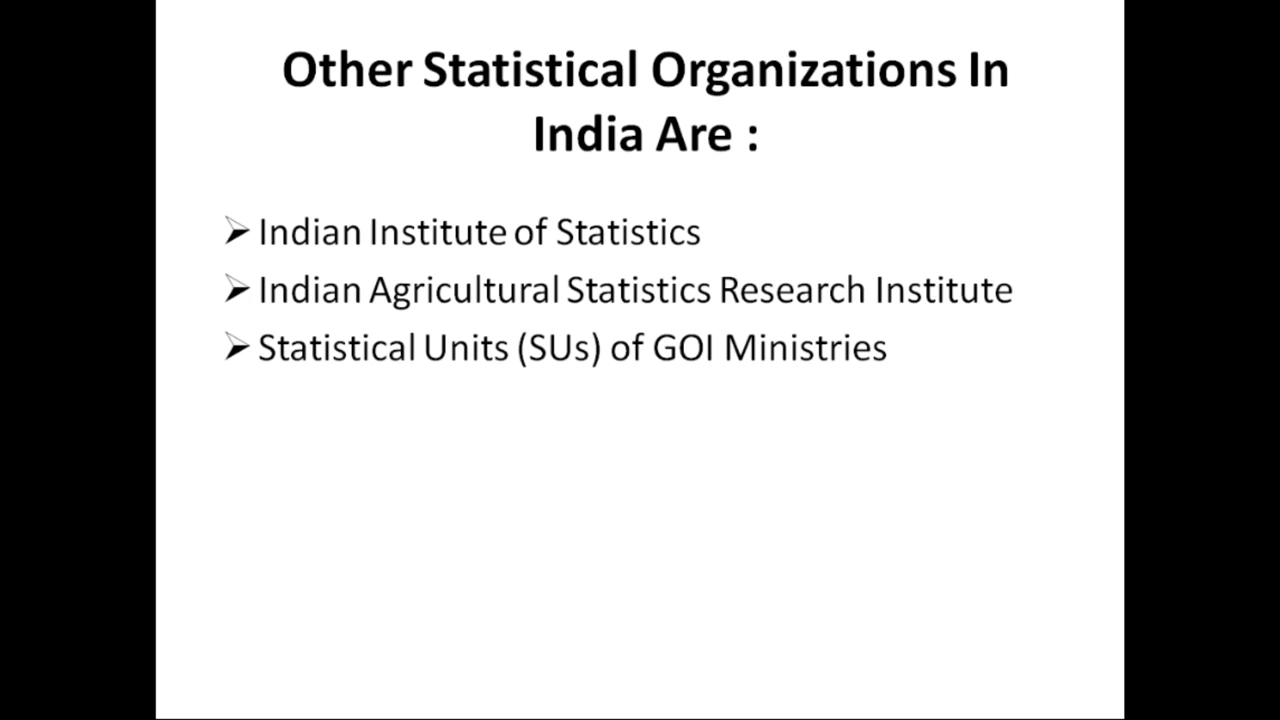 Other Statistical Organizations In
India Are :
➢ Indian Institute of Statistics
➢ Indian Agricultural Statistics Research Institute
➢ Statistical Units (SUs) of GOI Ministries